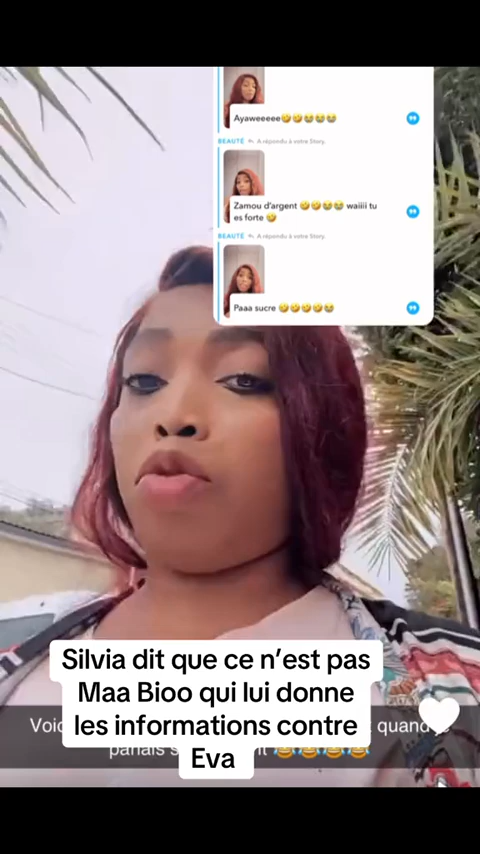 Ayaweeeee🤣🤣😭😭😭
BEAUTÉ A répondu à votre Story.
Zamou d'argent 🤣🤣😭😭 waiiii tu
es forte 🤣
BEAUTÉ A répondu à votre Story.
Paaa sucre 🤣🤣🤣🤣😭
Silvia dit que ce n’est pas
Maa Bioo qui lui donne
les informations contre
Eva
quand